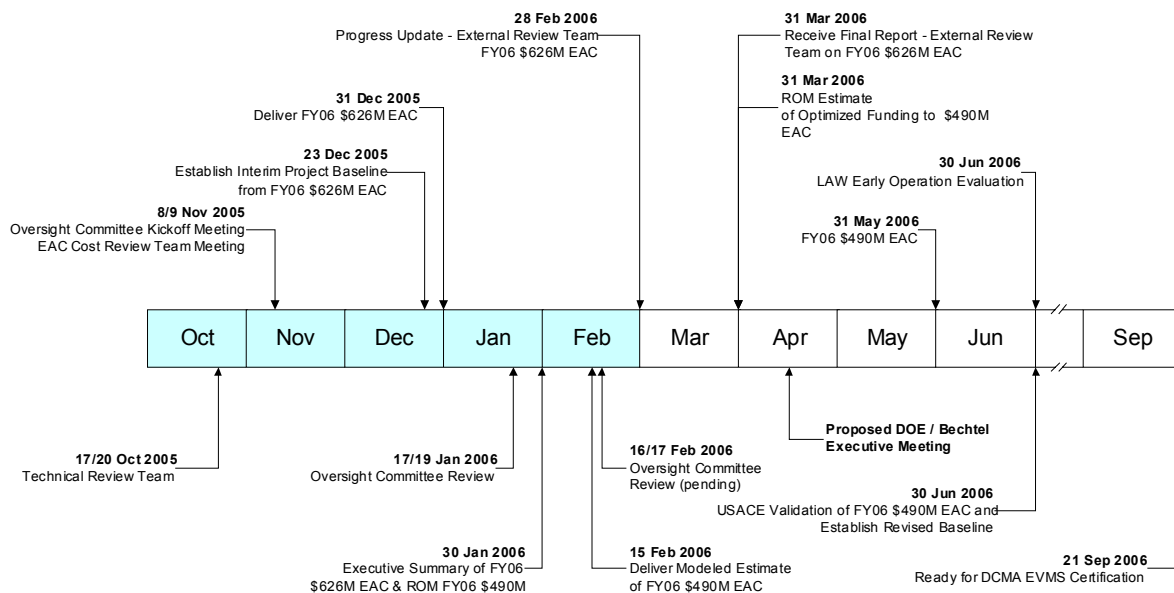 28 Feb 2006
Progress Update - External Review Team
FY06 $626M EAC
31 Mar 2006
Receive Final Report - External Review
Team on FY06 $626M EAC
31 Mar 2006
ROM Estimate
of Optimized Funding to $490M
EAC
31 Dec 2005
Deliver FY06 $626M EAC
23 Dec 2005
Establish Interim Project Baseline
from FY06 $626M EAC
30 Jun 2006
LAW Early Operation Evaluation
8/9 Nov 2005
Oversight Committee Kickoff Meeting
EAC Cost Review Team Meeting
31 May 2006
FY06 $490M EAC
Oct Nov Dec Jan Feb Mar Apr May Jun Sep
17/20 Oct 2005
Technical Review Team
17/19 Jan 2006
Oversight Committee Review
16/17 Feb 2006
Oversight Committee
Review (pending)
Proposed DOE / Bechtel
Executive Meeting
30 Jun 2006
USACE Validation of FY06 $490M EAC and
Establish Revised Baseline
30 Jan 2006
Executive Summary of FY06
$626M EAC & ROM FY06 $490M
15 Feb 2006
Deliver Modeled Estimate
of FY06 $490M EAC
21 Sep 2006
Ready for DCMA EVMS Certification